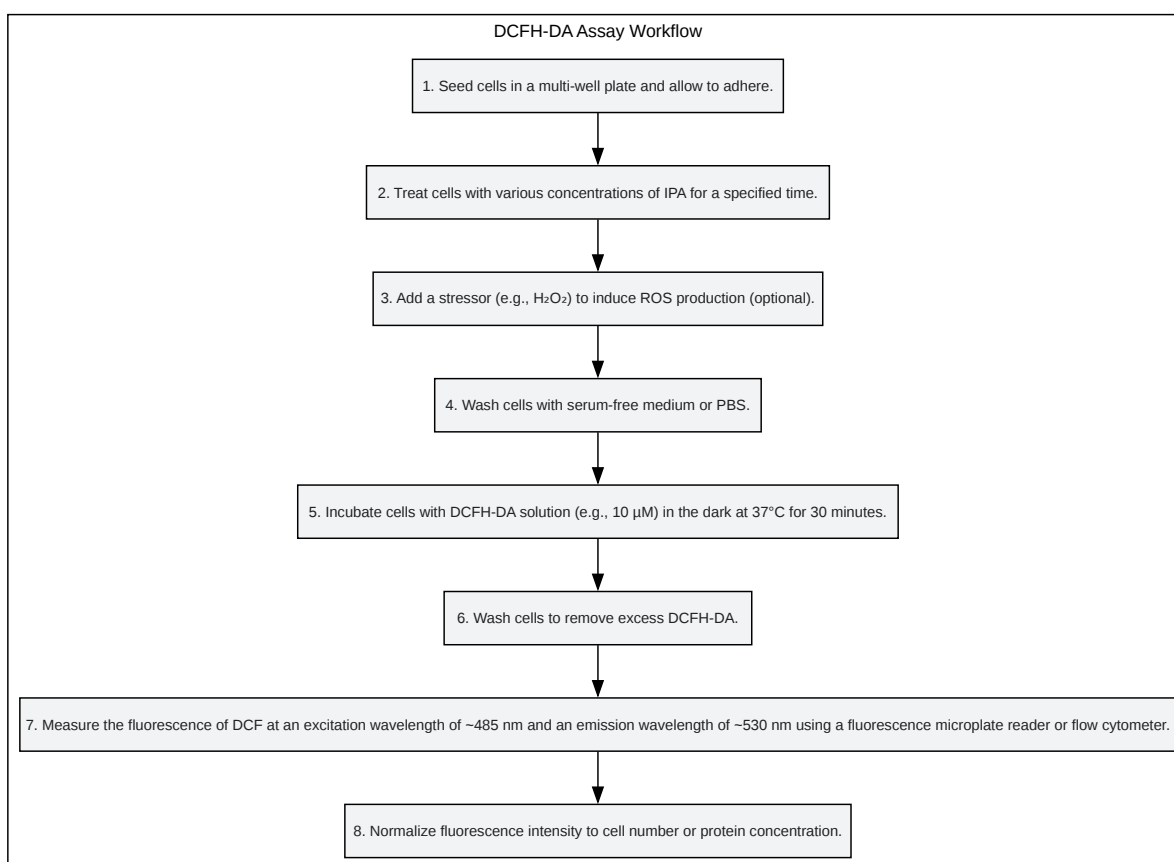 DCFH-DA Assay Workflow
1. Seed cells in a multi-well plate and allow to adhere.
2. Treat cells with various concentrations of IPA for a specified time.
3. Add a stressor (e.g., H₂O₂) to induce ROS production (optional).
4. Wash cells with serum-free medium or PBS.
5. Incubate cells with DCFH-DA solution (e.g., 10 µM) in the dark at 37°C for 30 minutes.
6. Wash cells to remove excess DCFH-DA.
7. Measure the fluorescence of DCF at an excitation wavelength of ~485 nm and an emission wavelength of ~530 nm using a fluorescence microplate reader or flow cytometer.
8. Normalize fluorescence intensity to cell number or protein concentration.